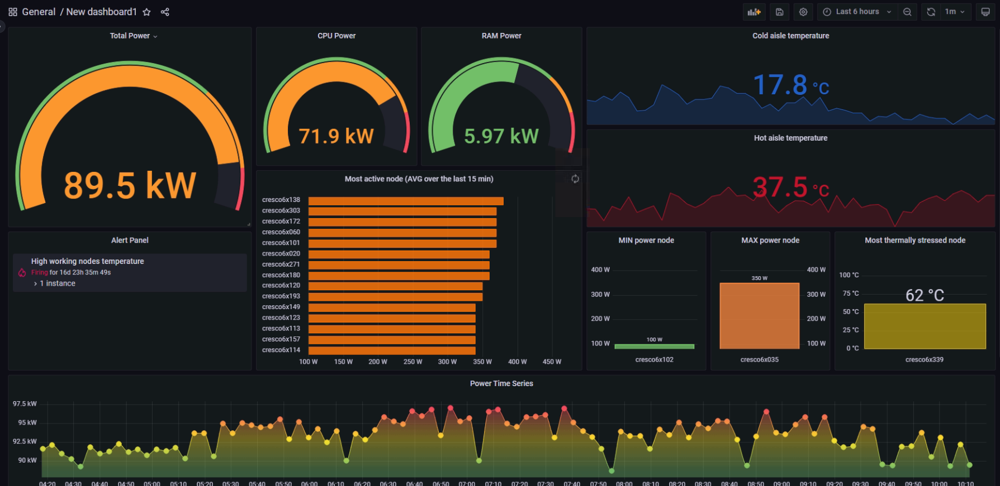 General / New dashboard1
Last 6 hours
1m
Total Power
89.5 kW
CPU Power
71.9 kW
RAM Power
5.97 kW
Cold aisle temperature
17.8 °C
Hot aisle temperature
37.5 °C
Alert Panel
High working nodes temperature
Firing for 16d 23h 35m 49s
1 instance
Most active node (AVG over the last 15 min)
cresco6x138
cresco6x303
cresco6x172
cresco6x060
cresco6x101
cresco6x020
cresco6x271
cresco6x180
cresco6x120
cresco6x193
cresco6x149
cresco6x123
cresco6x113
cresco6x157
cresco6x114
100 W 150 W 200 W 250 W 300 W 350 W 400 W 450 W
MIN power node
400 W
300 W
200 W
100 W
100 W
cresco6x102
MAX power node
350 W
400 W
300 W
200 W
100 W
cresco6x035
Most thermally stressed node
100 °C
75 °C
50 °C
25 °C
0 °C
62 °C
cresco6x339
Power Time Series
97.5 kW
95 kW
92.5 kW
90 kW
04:20 04:30 04:40 04:50 05:00 05:10 05:20 05:30 05:40 05:50 06:00 06:10 06:20 06:30 06:40 06:50 07:00 07:10 07:20 07:30 07:40 07:50 08:00 08:10 08:20 08:30 08:40 08:50 09:00 09:10 09:20 09:30 09:40 09:50 10:00 10:10